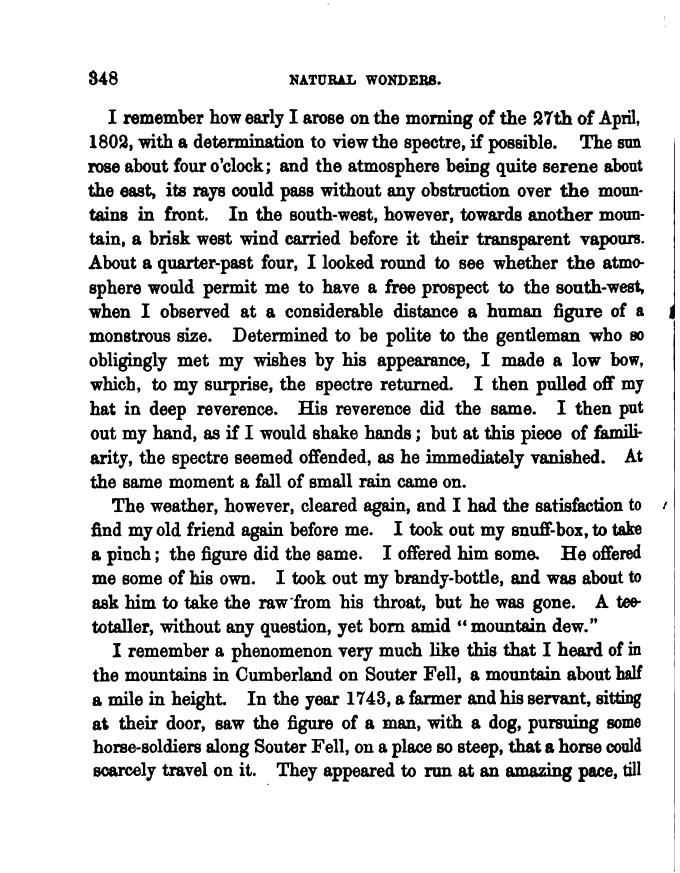 348 NATURAL WONDERS.
I remember how early I arose on the morning of the 27th of April,
1802, with a determination to view the spectre, if possible. The sun
rose about four o'clock; and the atmosphere being quite serene about
the east, its rays could pass without any obstruction over the moun-
tains in front. In the south-west, however, towards another moun-
tain, a brisk west wind carried before it their transparent vapours.
About a quarter-past four, I looked round to see whether the atmo-
sphere would permit me to have a free prospect to the south-west,
when I observed at a considerable distance a human figure of a
monstrous size. Determined to be polite to the gentleman who so
obligingly met my wishes by his appearance, I made a low bow,
which, to my surprise, the spectre returned. I then pulled off my
hat in deep reverence. His reverence did the same. I then put
out my hand, as if I would shake hands; but at this piece of famili-
arity, the spectre seemed offended, as he immediately vanished. At
the same moment a fall of small rain came on.
The weather, however, cleared again, and I had the satisfaction to
find my old friend again before me. I took out my snuff-box, to take
a pinch; the figure did the same. I offered him some. He offered
me some of his own. I took out my brandy-bottle, and was about to
ask him to take the raw from his throat, but he was gone. A tee-
totaller, without any question, yet born amid "mountain dew."
I remember a phenomenon very much like this that I heard of in
the mountains in Cumberland on Souter Fell, a mountain about half
a mile in height. In the year 1743, a farmer and his servant, sitting
at their door, saw the figure of a man, with a dog, pursuing some
horse-soldiers along Souter Fell, on a place so steep, that a horse could
scarcely travel on it. They appeared to run at an amazing pace, till